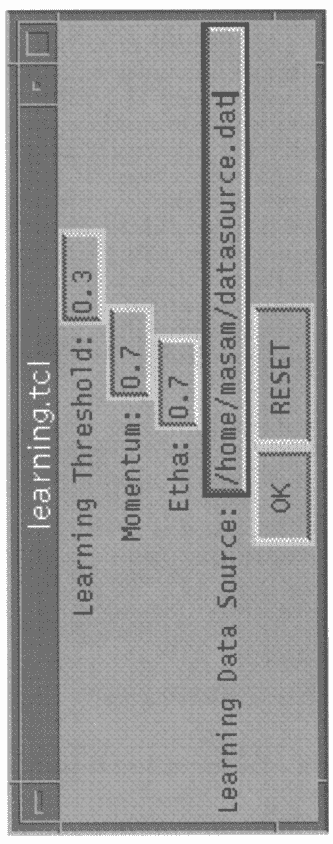 learning.tcl
Learning Threshold: 0.3
Momentum: 0.7
Etha: 0.7
Learning Data Source: /home/masam/datasource.dat
OK RESET